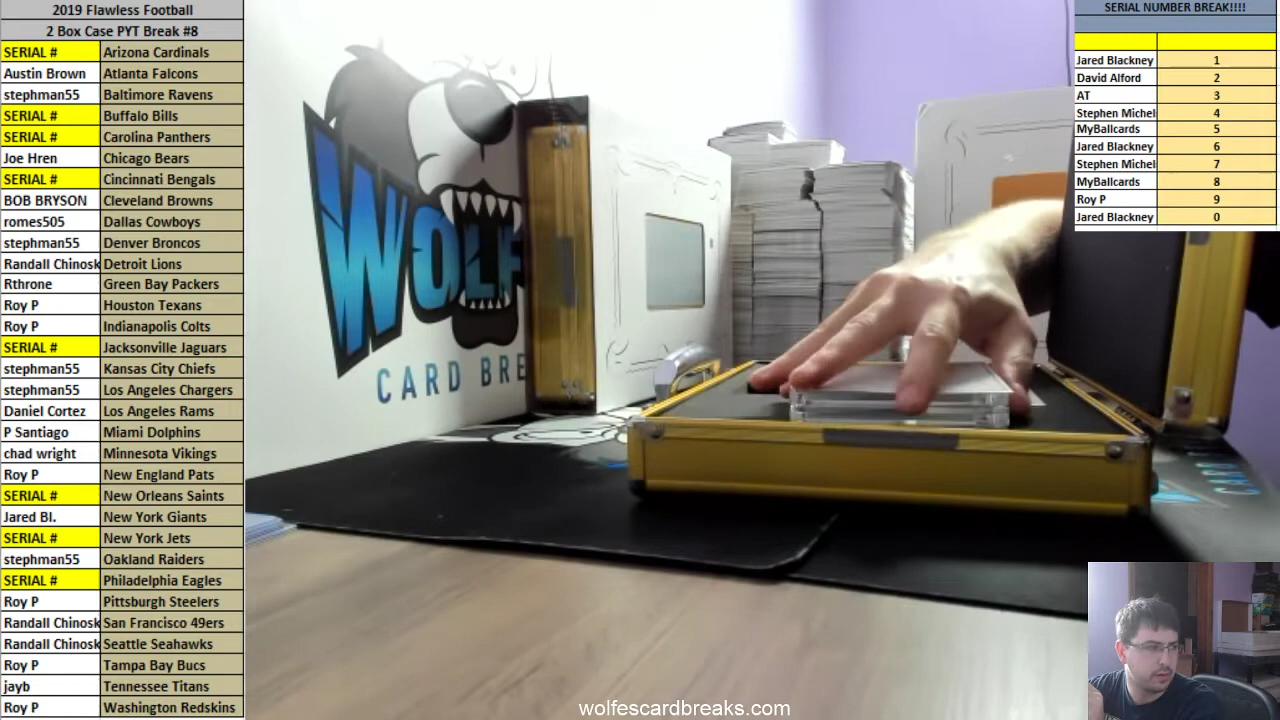 2019 Flawless Football
2 Box Case PYT Break #8
SERIAL # Arizona Cardinals
Austin Brown Atlanta Falcons
stephman55 Baltimore Ravens
SERIAL # Buffalo Bills
SERIAL # Carolina Panthers
Joe Hren Chicago Bears
SERIAL # Cincinnati Bengals
BOB BRYSON Cleveland Browns
romes505 Dallas Cowboys
stephman55 Denver Broncos
Randall Chinosk Detroit Lions
Rthrone Green Bay Packers
Roy P Houston Texans
Roy P Indianapolis Colts
SERIAL # Jacksonville Jaguars
stephman55 Kansas City Chiefs
stephman55 Los Angeles Chargers
Daniel Cortez Los Angeles Rams
P Santiago Miami Dolphins
chad wright Minnesota Vikings
Roy P New England Pats
SERIAL # New Orleans Saints
Jared Bl. New York Giants
SERIAL # New York Jets
stephman55 Oakland Raiders
SERIAL # Philadelphia Eagles
Roy P Pittsburgh Steelers
Randall Chinosk San Francisco 49ers
Randall Chinosk Seattle Seahawks
Roy P Tampa Bay Bucs
jayb Tennessee Titans
Roy P Washington Redskins
WOLF
CARD BRE
SERIAL NUMBER BREAK!!!!
Jared Blackney 1
David Alford 2
AT 3
Stephen Michel 4
MyBallcards 5
Jared Blackney 6
Stephen Michel 7
MyBallcards 8
Roy P 9
Jared Blackney 0
CARD
wolfescardbreaks.com